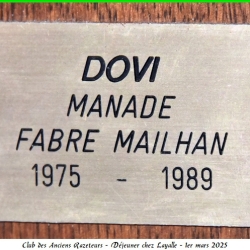 DOVI
MANADE
FABRE MAILHAN
1975 - 1989
Club des Anciens Razeteurs - Déjeuner chez Layalle - 1er mars 2025